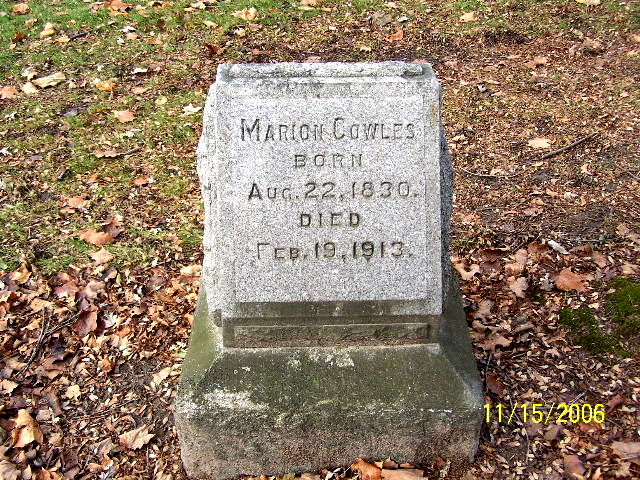 MARION COWLES
BORN
AUG. 22, 1830.
DIED
FEB. 19, 1913.
11/15/2006